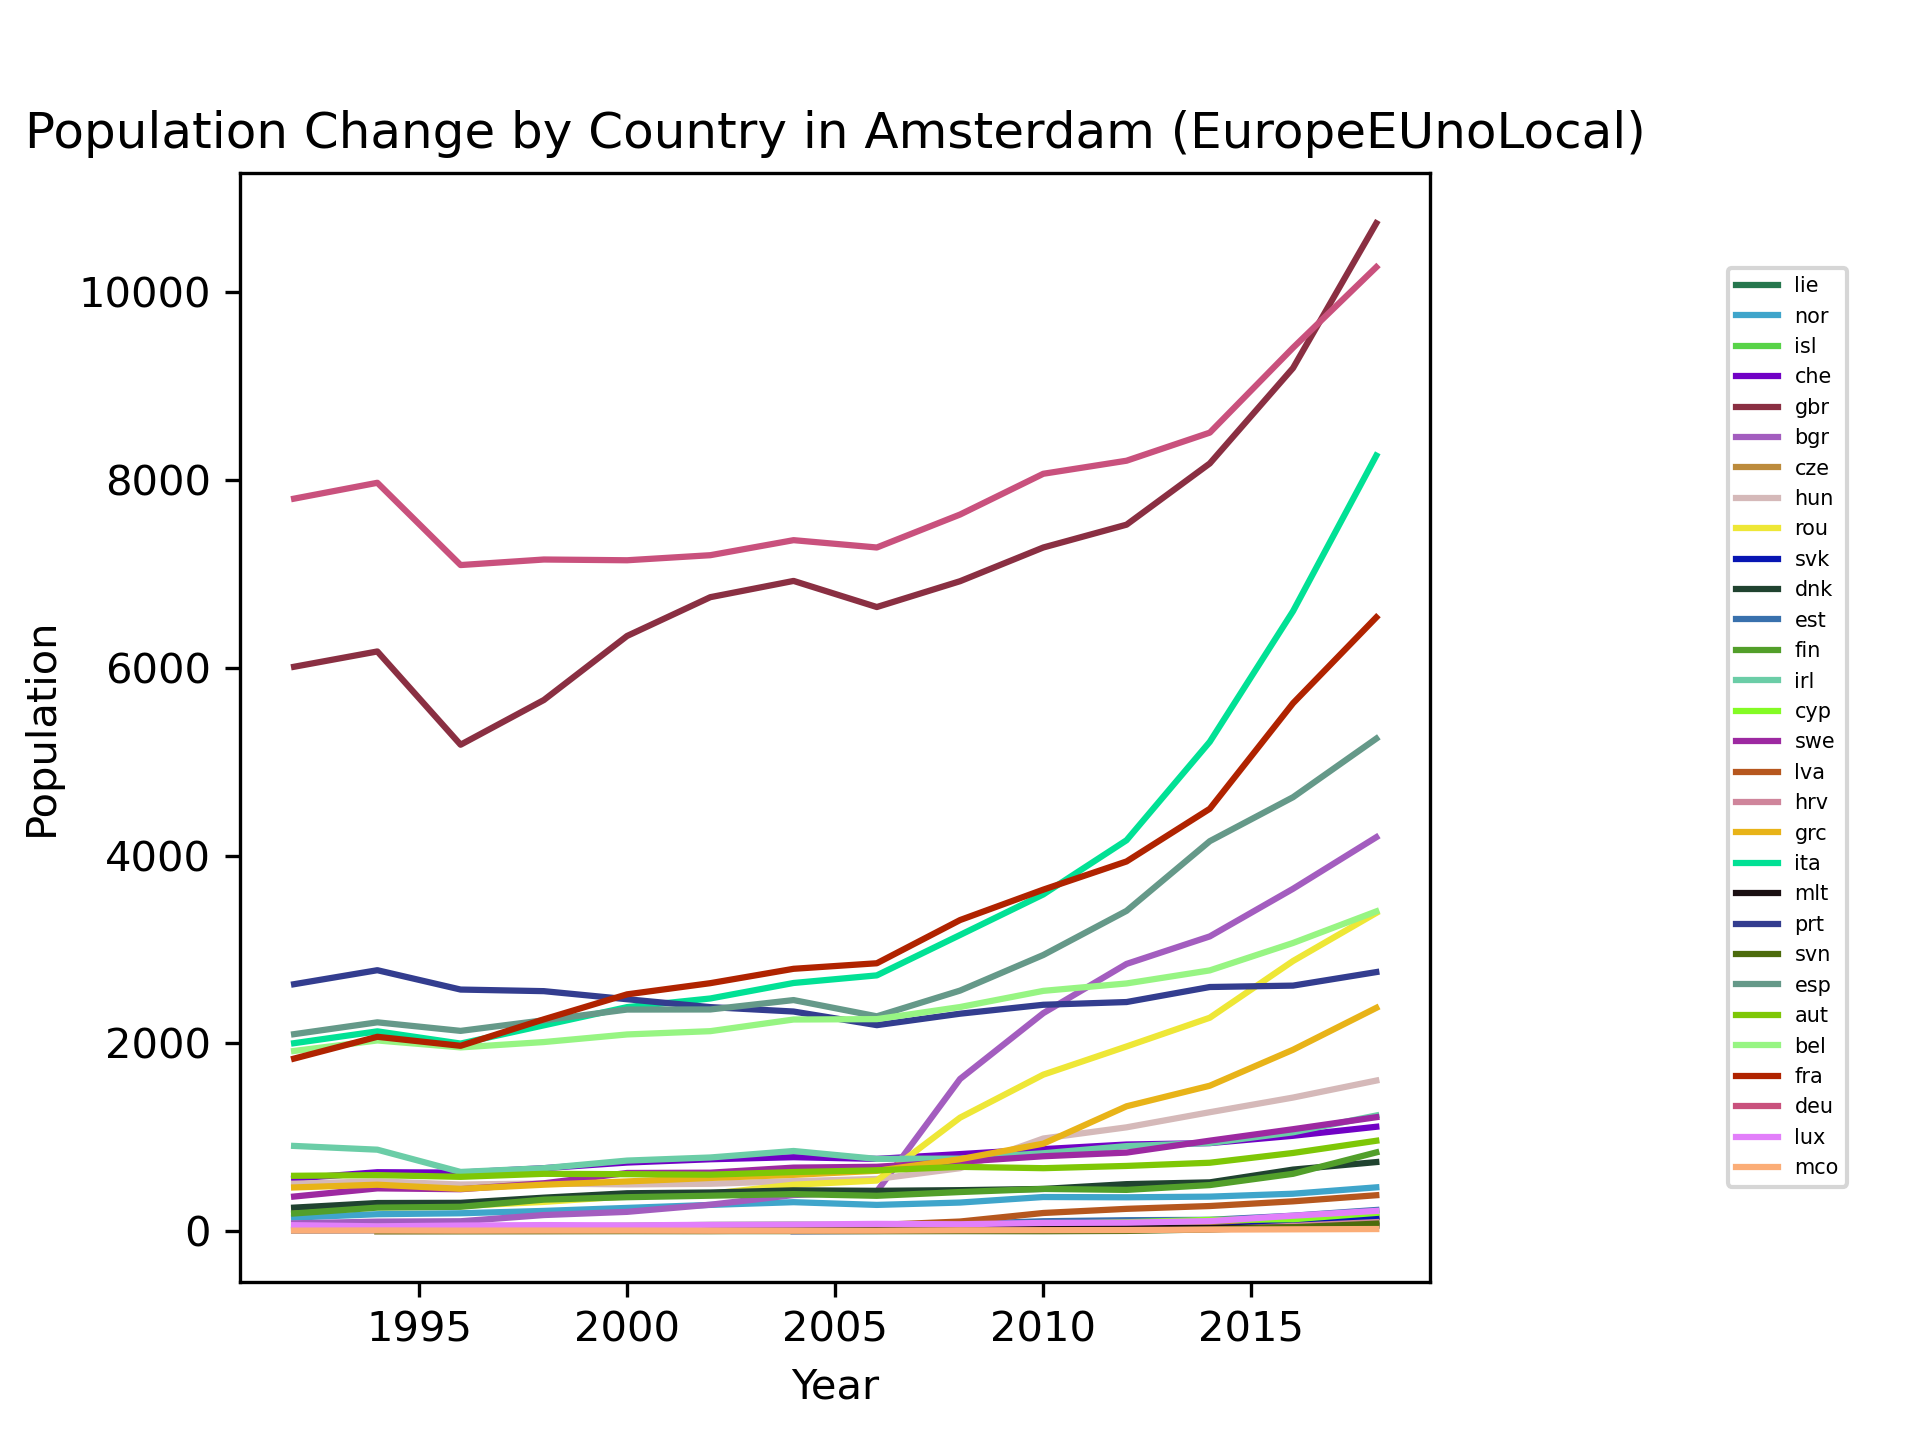 Population Change by Country in Amsterdam (EuropeEUnoLocal)
10000
8000
6000
4000
2000
0
Population
1995 2000 2005 2010 2015
Year
lie
nor
isl
che
gbr
bgr
cze
hun
rou
svk
dnk
est
fin
irl
cyp
swe
lva
hrv
grc
ita
mlt
prt
svn
esp
aut
bel
fra
deu
lux
mco